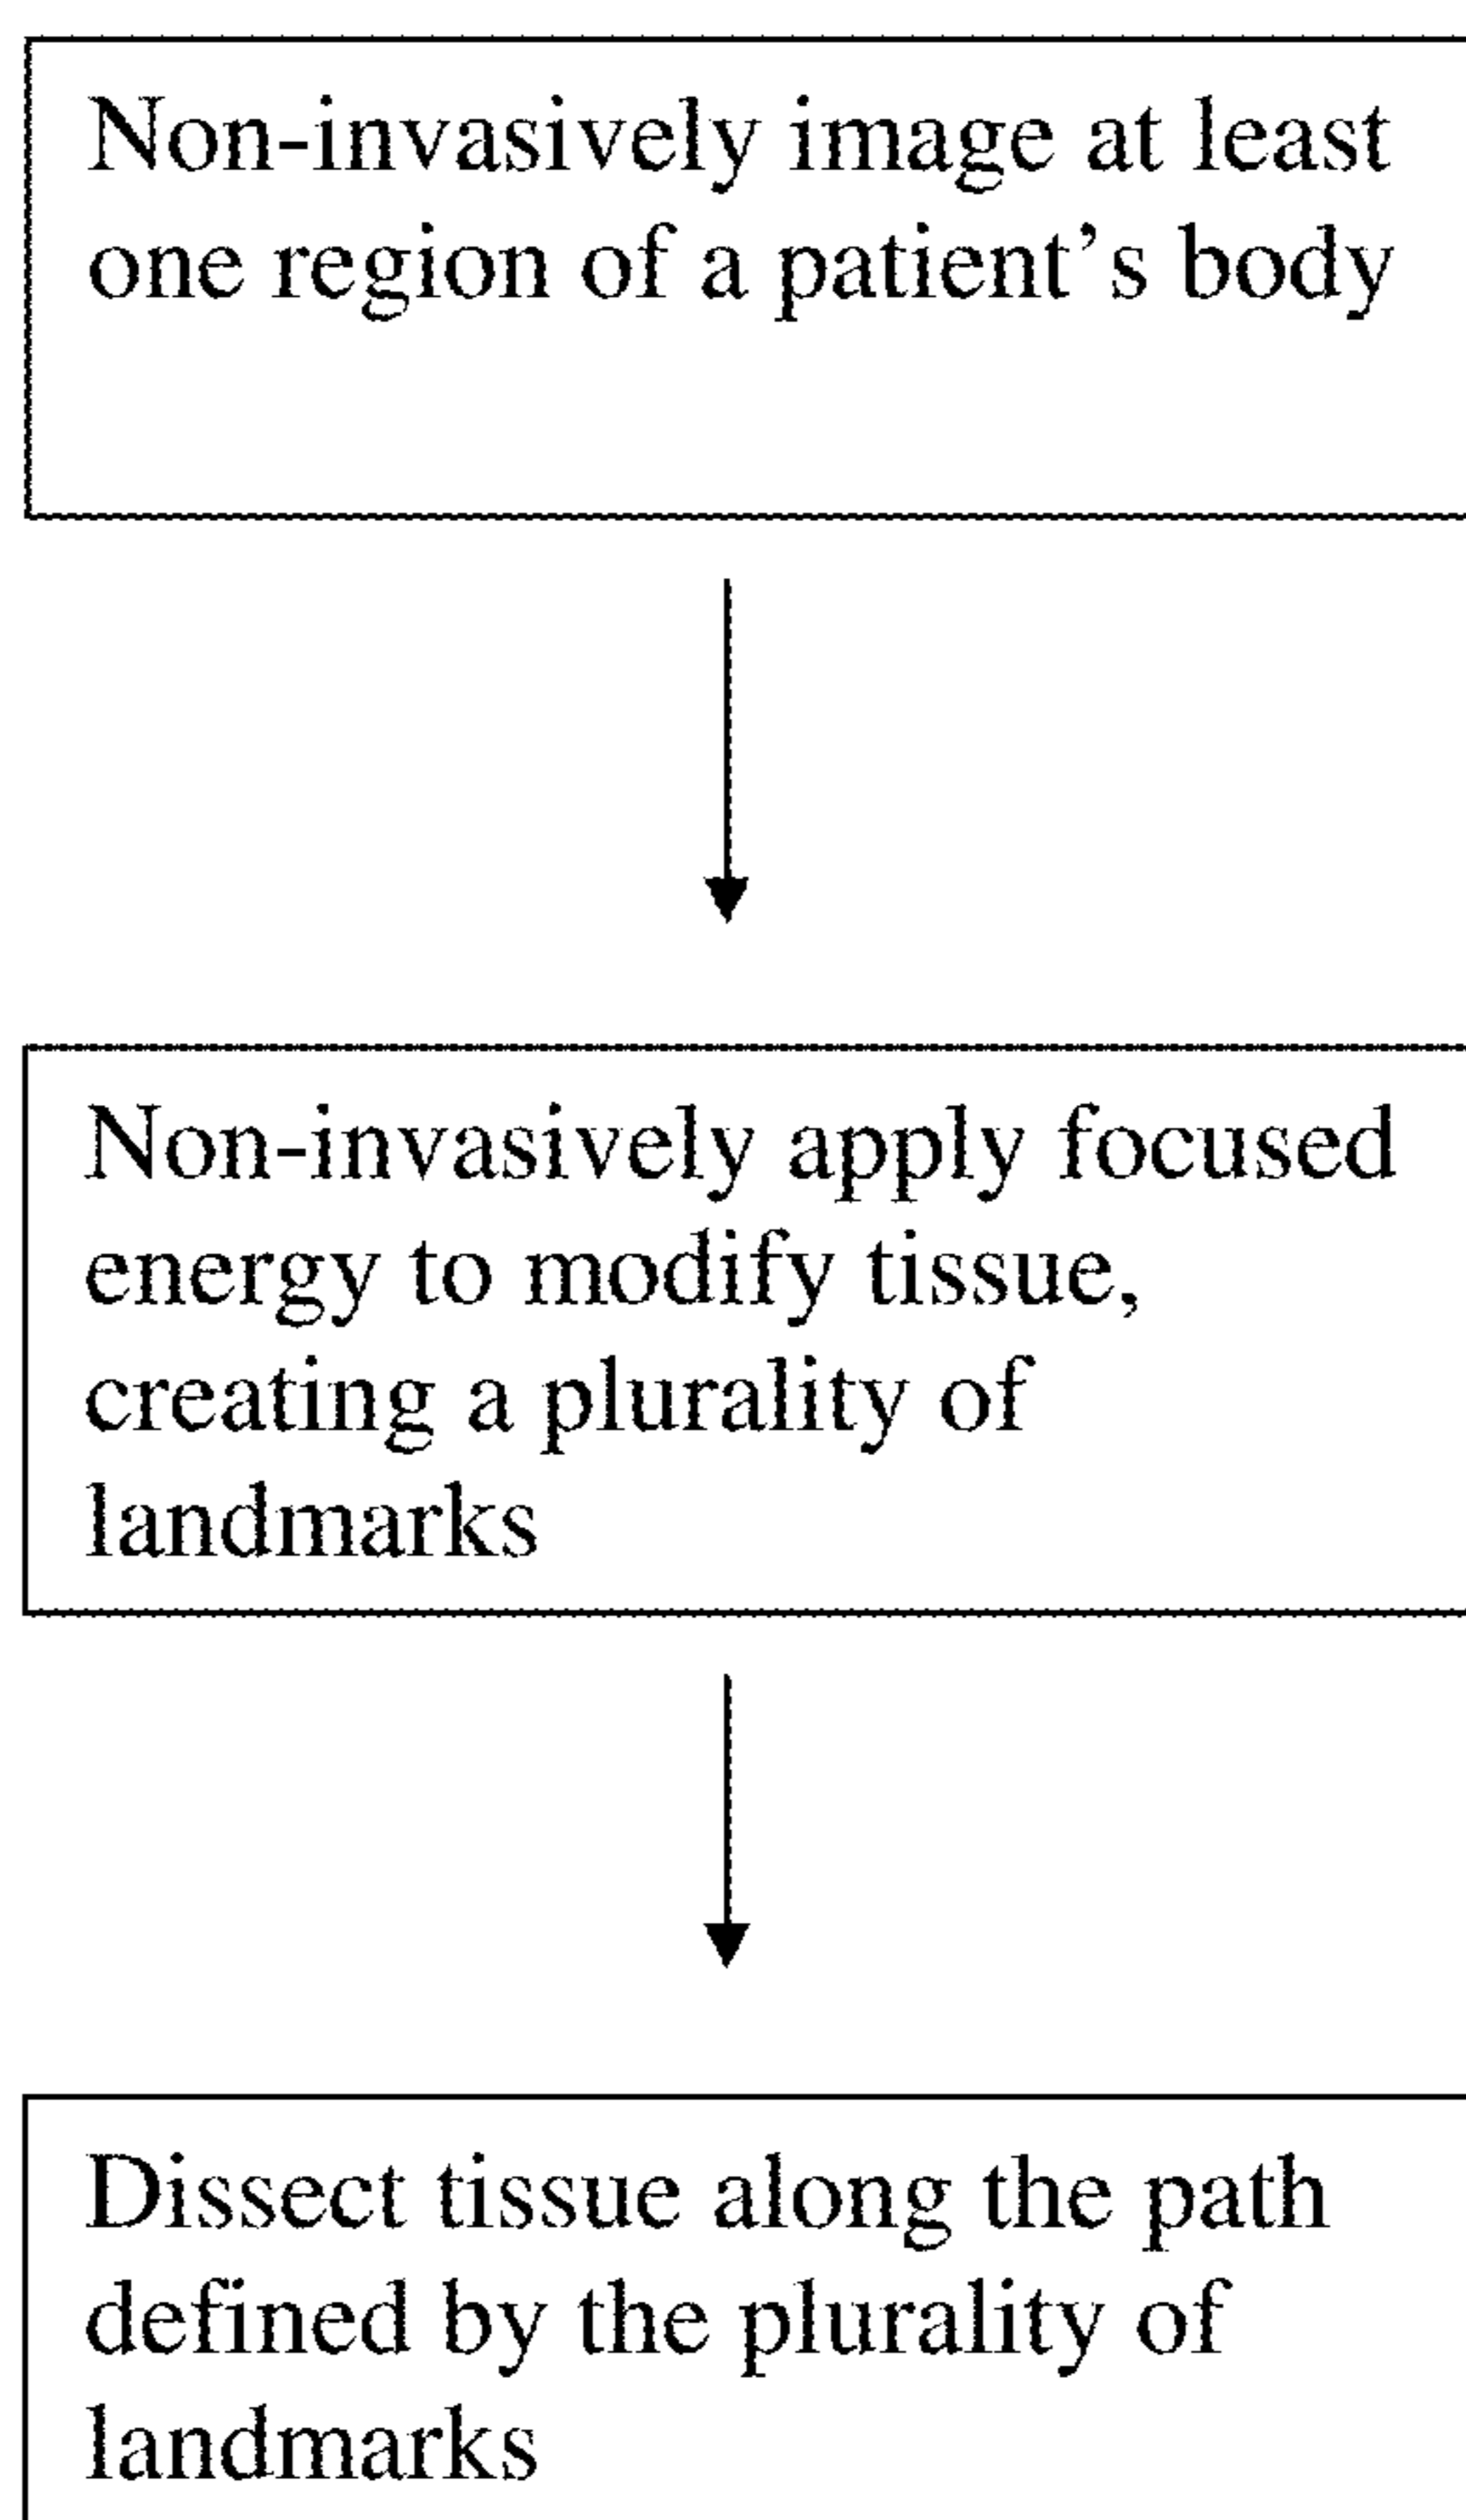 Non-invasively image at least
one region of a patient’s body
Non-invasively apply focused
energy to modify tissue,
creating a plurality of
landmarks
Dissect tissue along the path
defined by the plurality of
landmarks